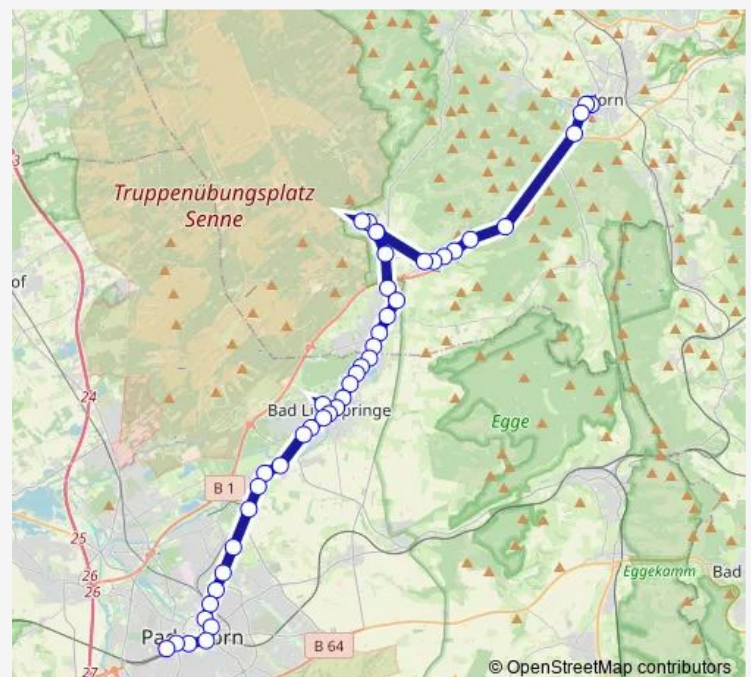 Truppenübungsplatz
Senne
24
B 1
Egge
25
26
26
Eggekamm
Bad
B 64
27
© OpenStreetMap contributors